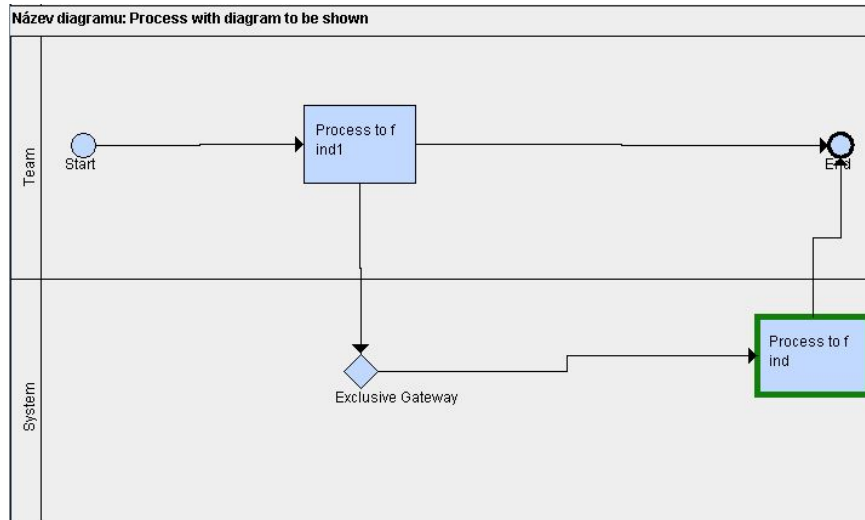 Název diagramu: Process with diagram to be shown
Team
Start
Process to f
ind1
End
System
Exclusive Gateway
Process to f
ind